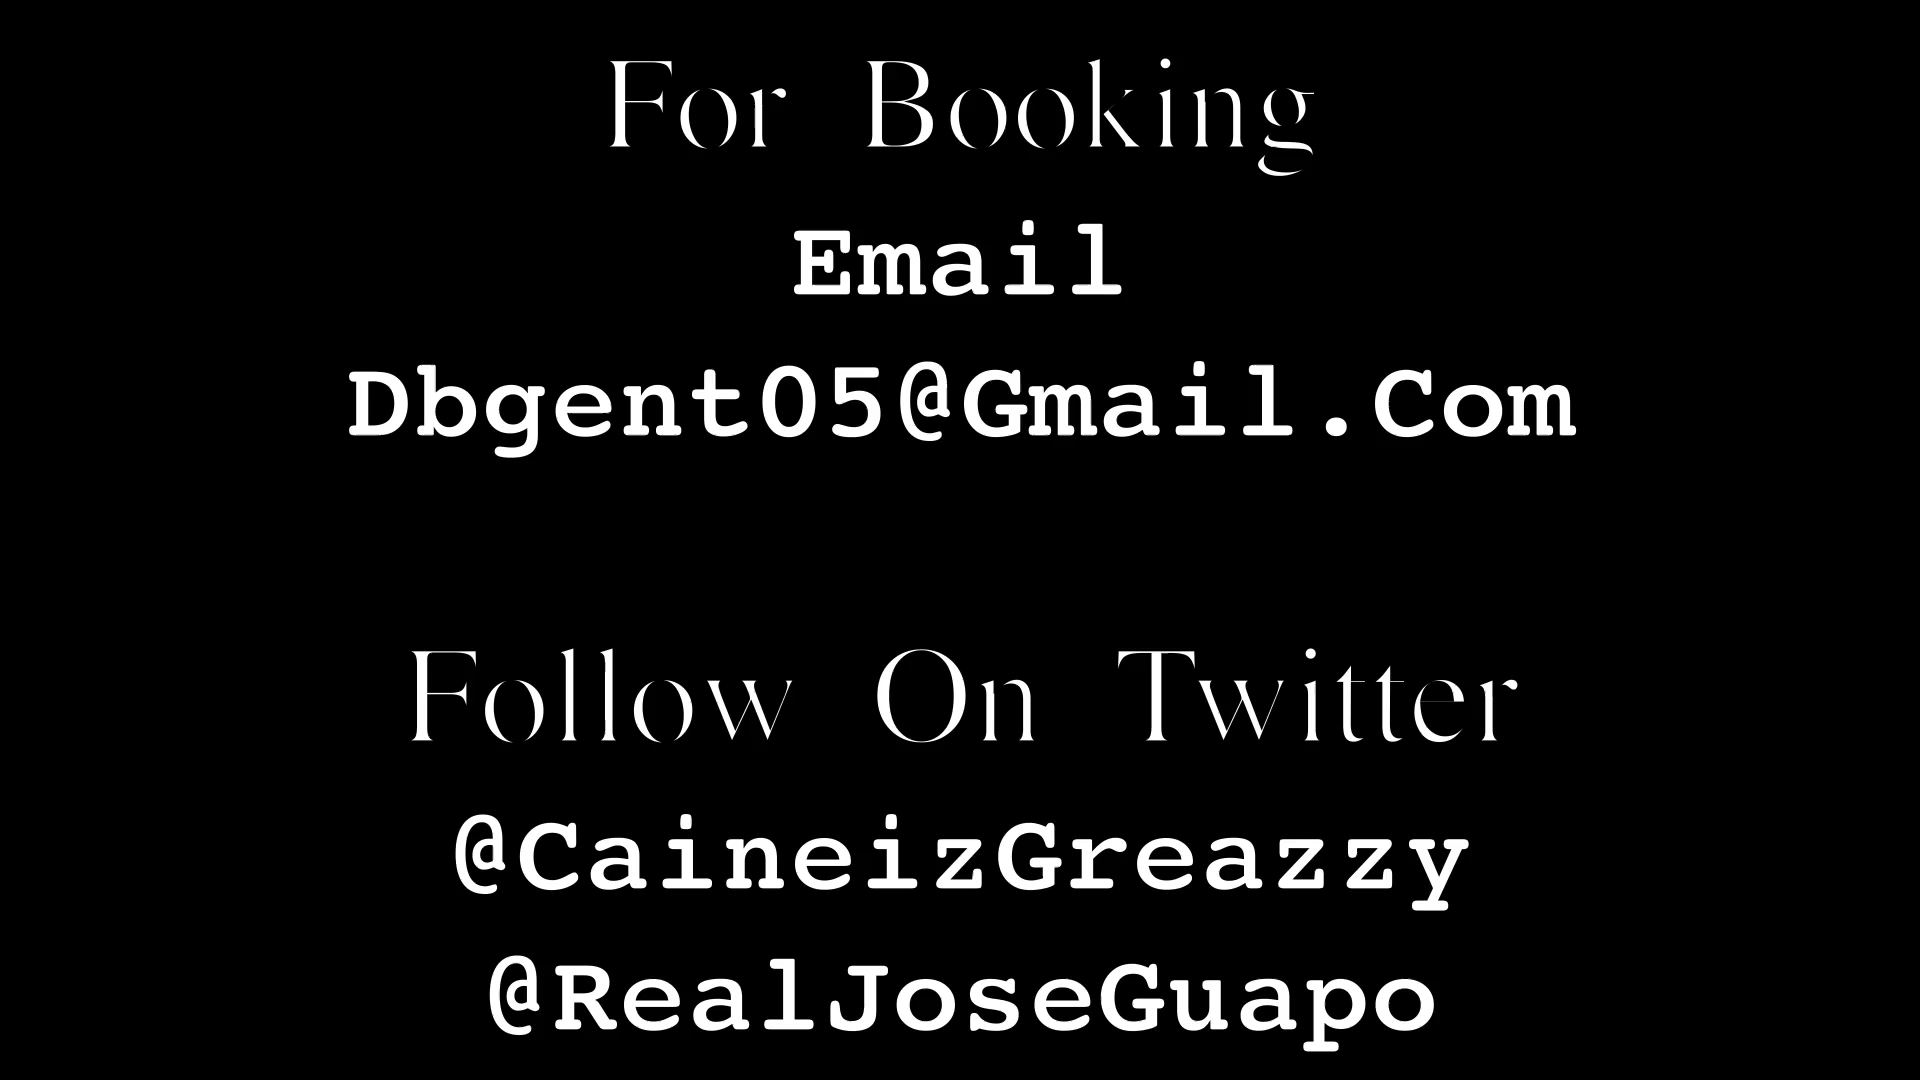 For Booking
Email
Dbgent05@Gmail.Com
Follow On Twitter
@CaineizGreazzy
@RealJoseGuapo